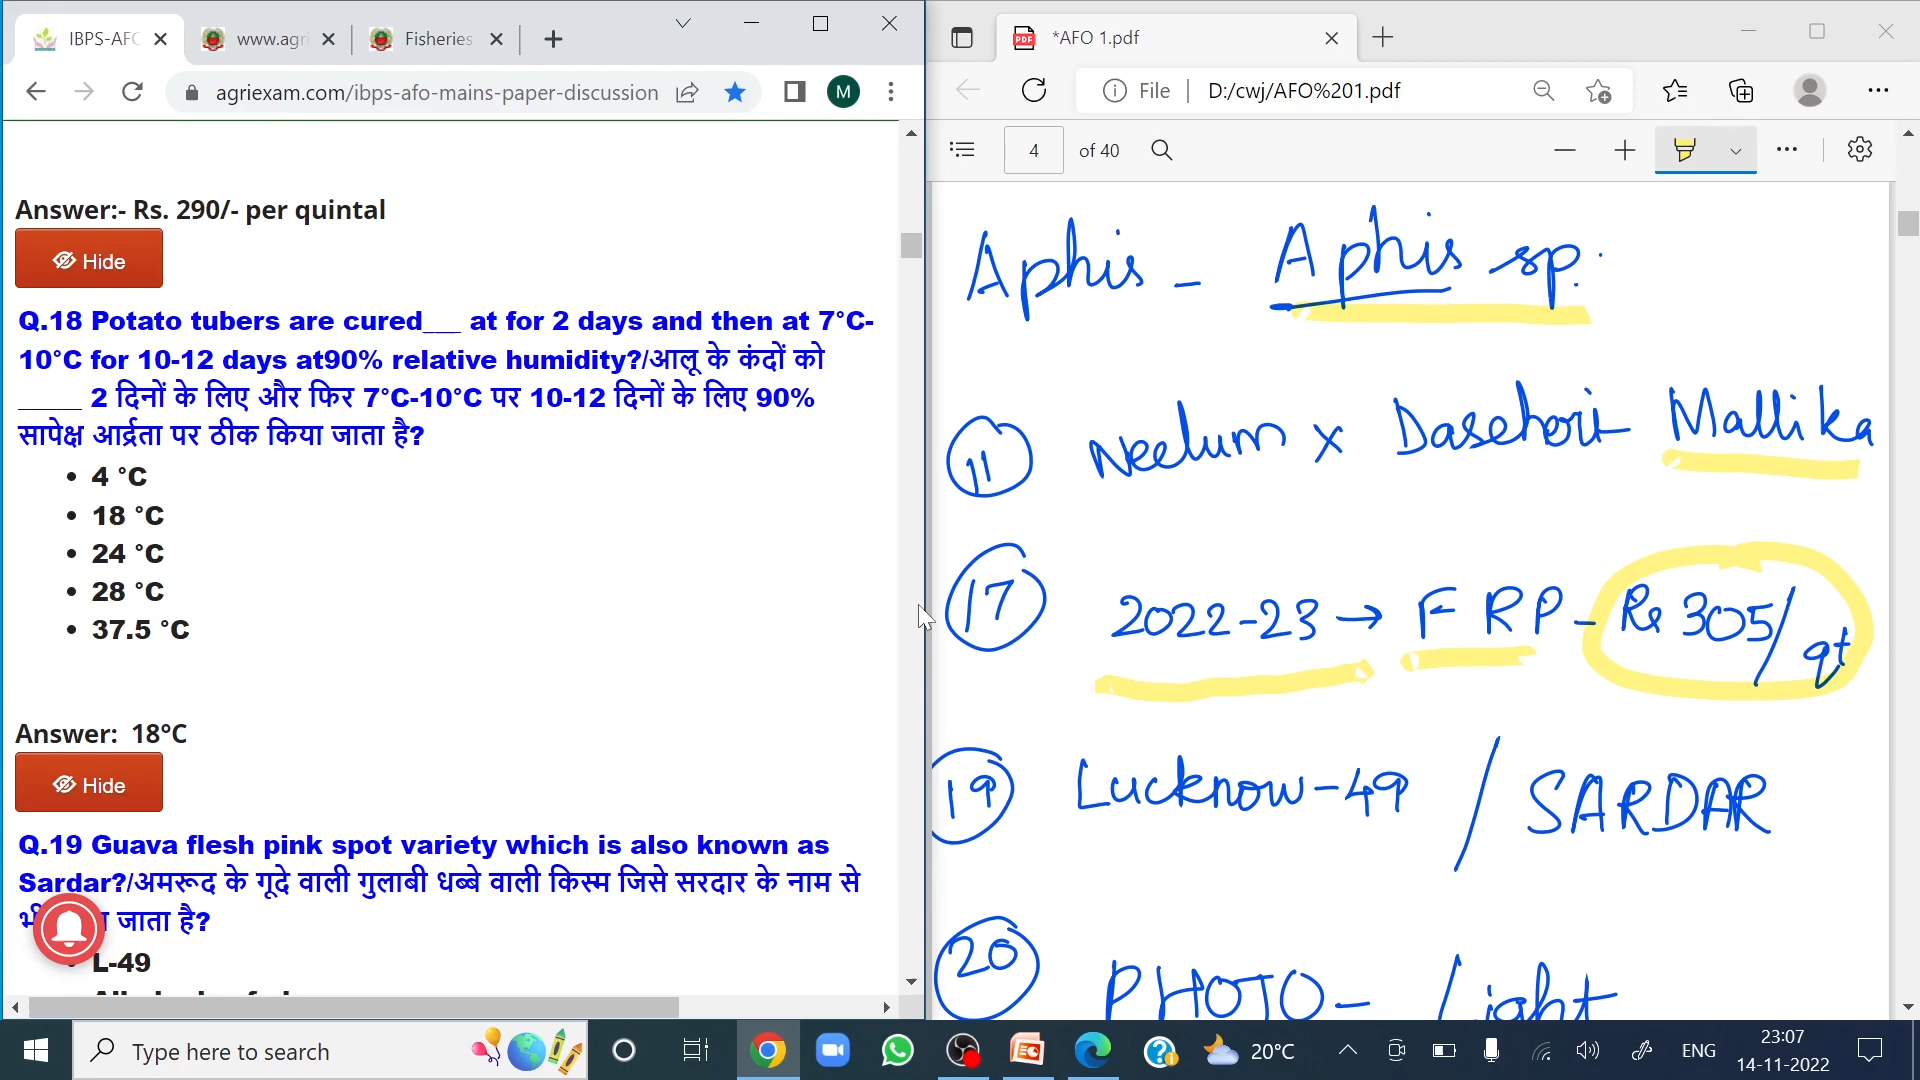 IBPS-AFC
www.agri
Fisheries
agriexam.com/ibps-afo-mains-paper-discussion
M
Answer:- Rs. 290/- per quintal
Hide
Q.18 Potato tubers are cured___ at for 2 days and then at 7°C-
10°C for 10-12 days at90% relative humidity?/आलू के कंदों को
_____ 2 दिनों के लिए और फिर 7°C-10°C पर 10-12 दिनों के लिए 90%
सापेक्ष आर्द्रता पर ठीक किया जाता है?
• 4 °C
• 18 °C
• 24 °C
• 28 °C
• 37.5 °C
Answer: 18°C
Hide
Q.19 Guava flesh pink spot variety which is also known as
Sardar?/अमरूद के गूदे वाली गुलाबी धब्बे वाली किस्म जिसे सरदार के नाम से
जाता है?
L-49
*AFO 1.pdf
PDF
File | D:/cwj/AFO%201.pdf
4 of 40
Aphis - Aphis sp.
11 Neelum x Dasehori Mallika
17 2022-23 → FRP - Rs 305/qt
19 Lucknow-49 / SARDAR
20 PHOTO - Light
Type here to search
20°C
ENG
23:07
14-11-2022